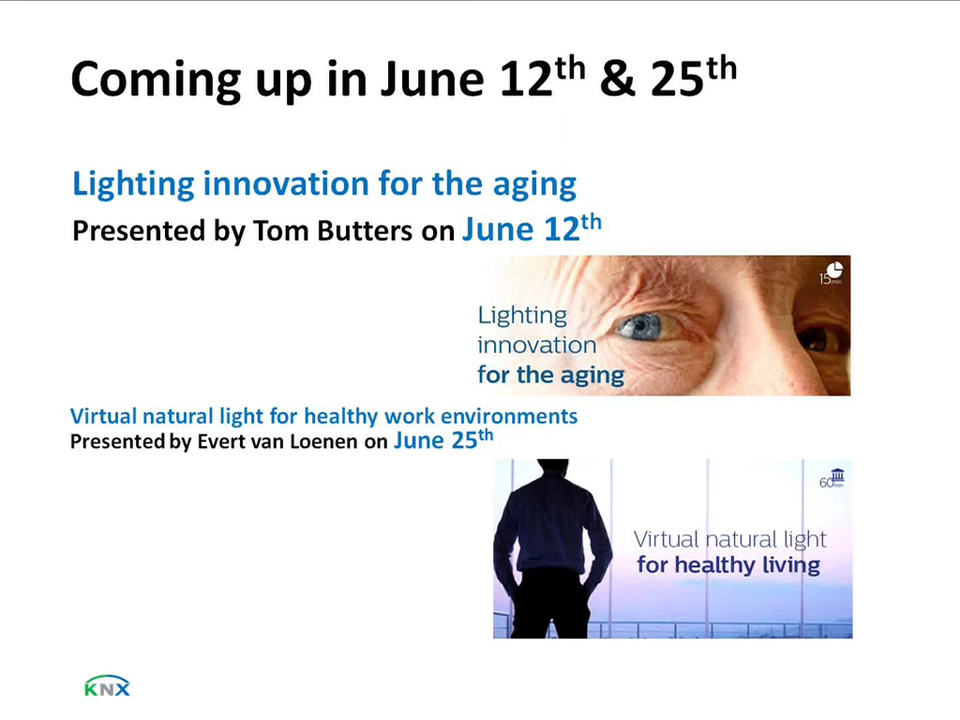 Coming up in June 12th & 25th
Lighting innovation for the aging
Presented by Tom Butters on June 12th
15min
Lighting
innovation
for the aging
Virtual natural light for healthy work environments
Presented by Evert van Loenen on June 25th
60min
Virtual natural light
for healthy living
KNX